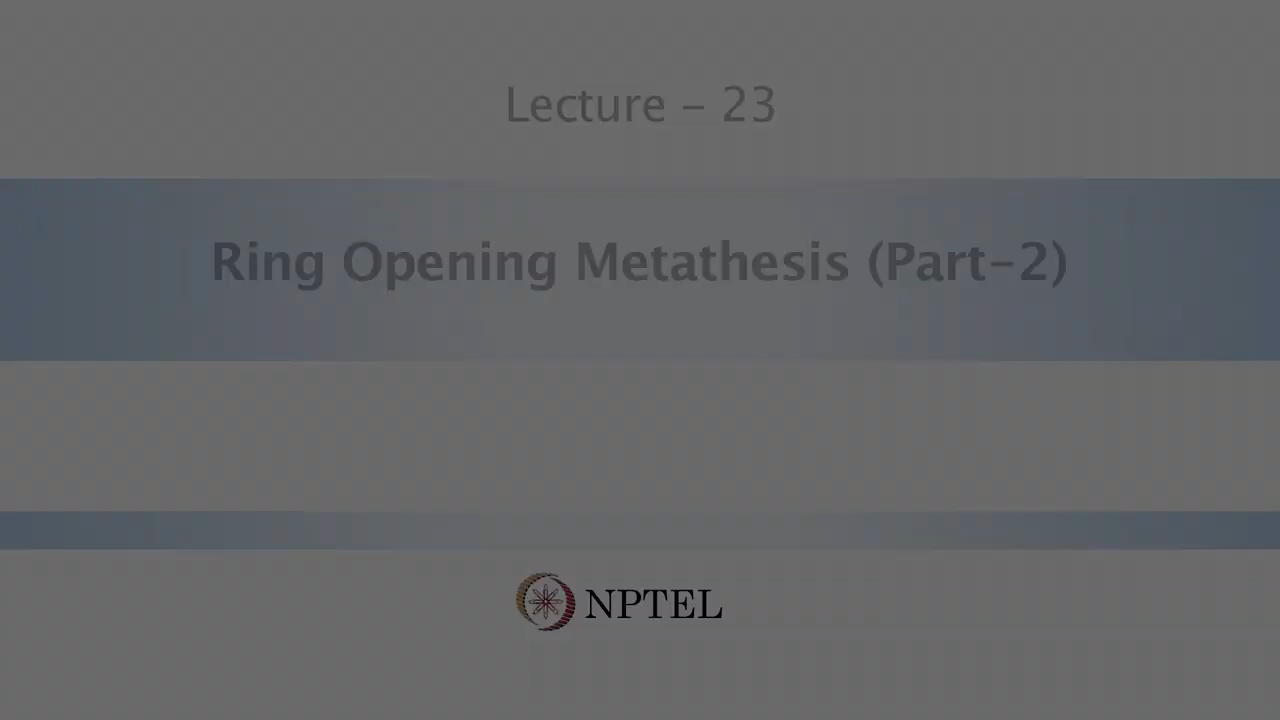 Lecture – 23
Ring Opening Metathesis (Part-2)
NPTEL